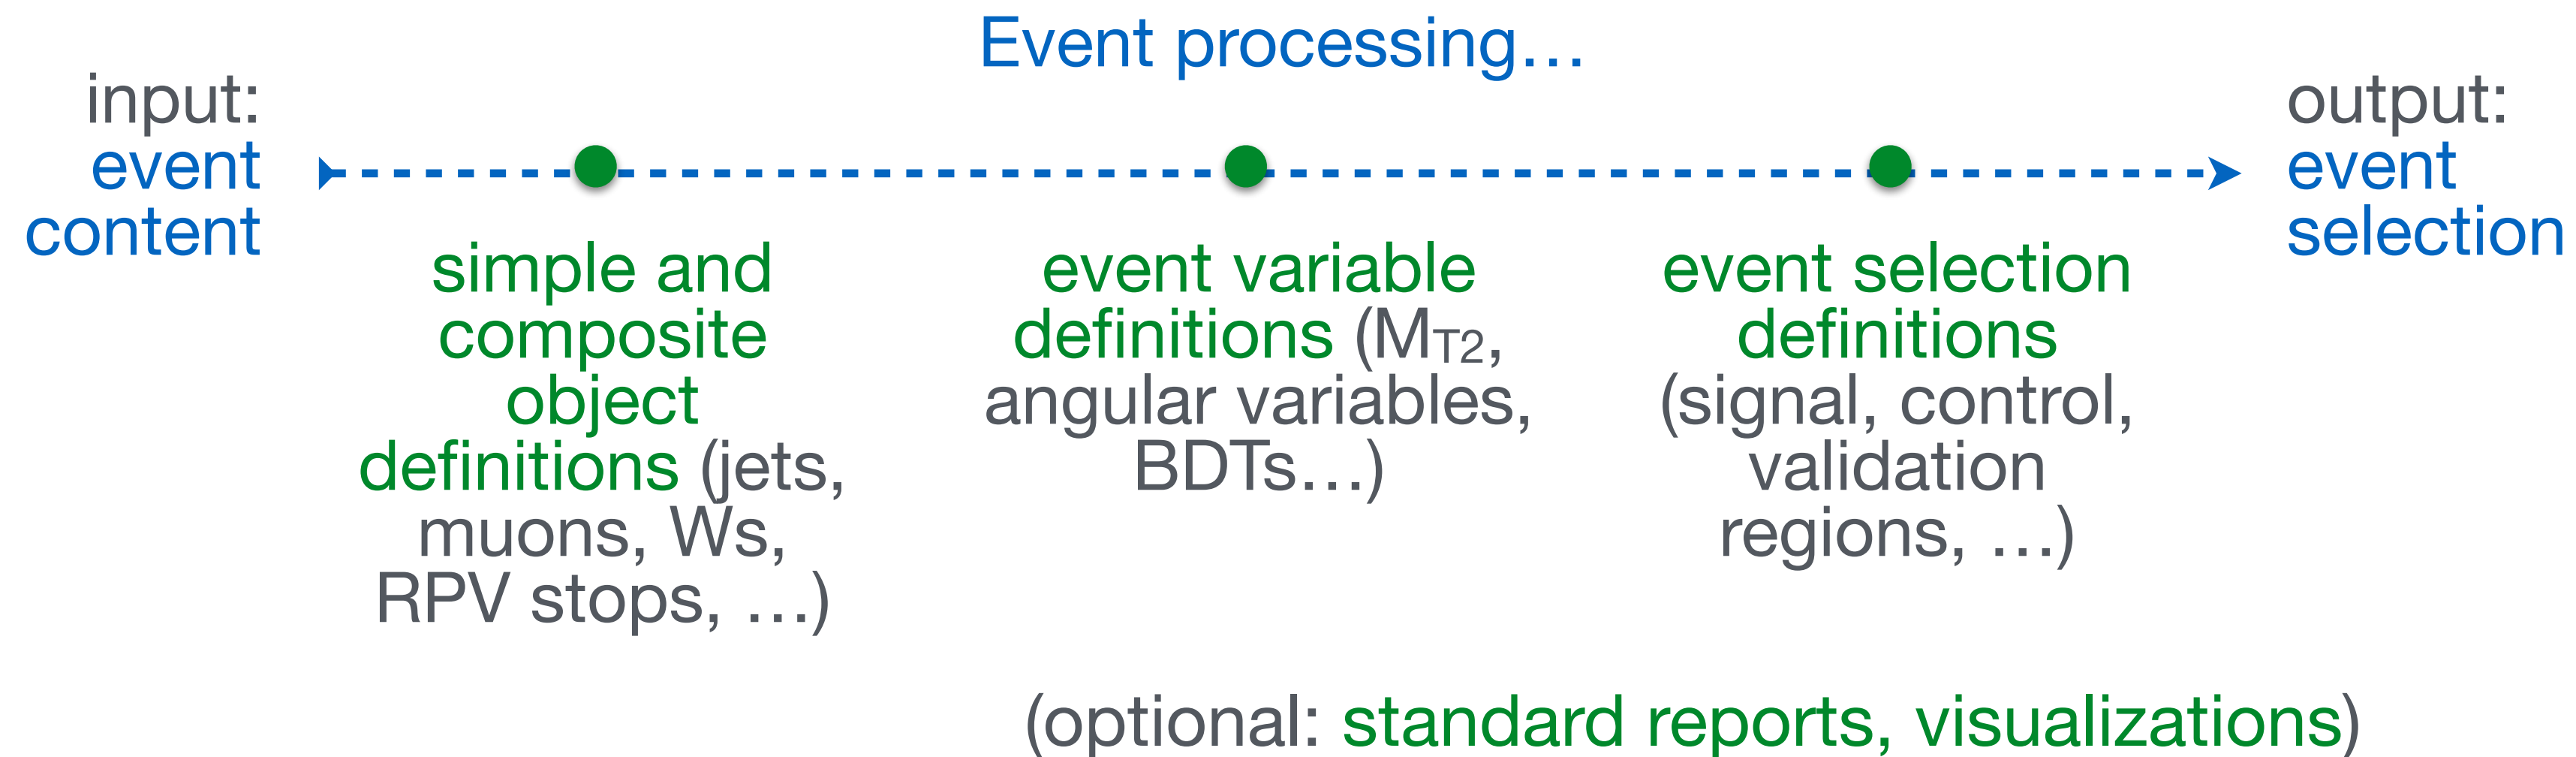 Event processing…
input:
event
content
simple and
composite
object
definitions (jets,
muons, Ws,
RPV stops, …)
event variable
definitions (MT2,
angular variables,
BDTs…)
event selection
definitions
(signal, control,
validation
regions, …)
output:
event
selection
(optional: standard reports, visualizations)